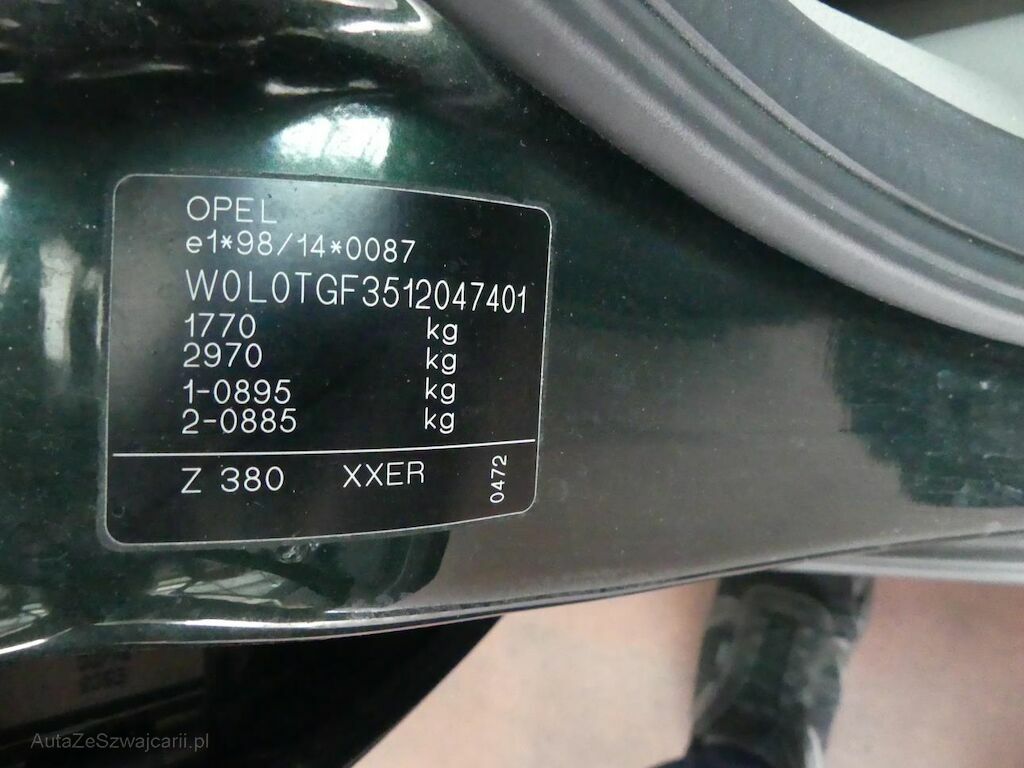 OPEL
e1*98/14*0087
W0L0TGF3512047401
1770 kg
2970 kg
1-0895 kg
2-0885 kg
Z 380 XXER 0472
AutaZeSzwajcarii.pl